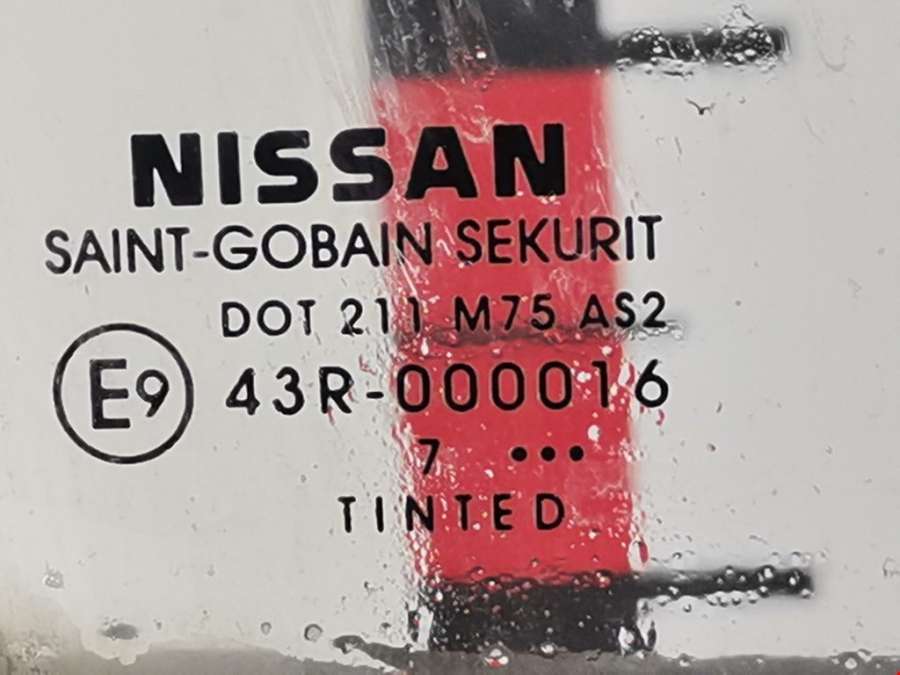 NISSAN
SAINT-GOBAIN SEKURIT
DOT 211 M75 AS2
E9 43R-000016
7 •••
TINTED